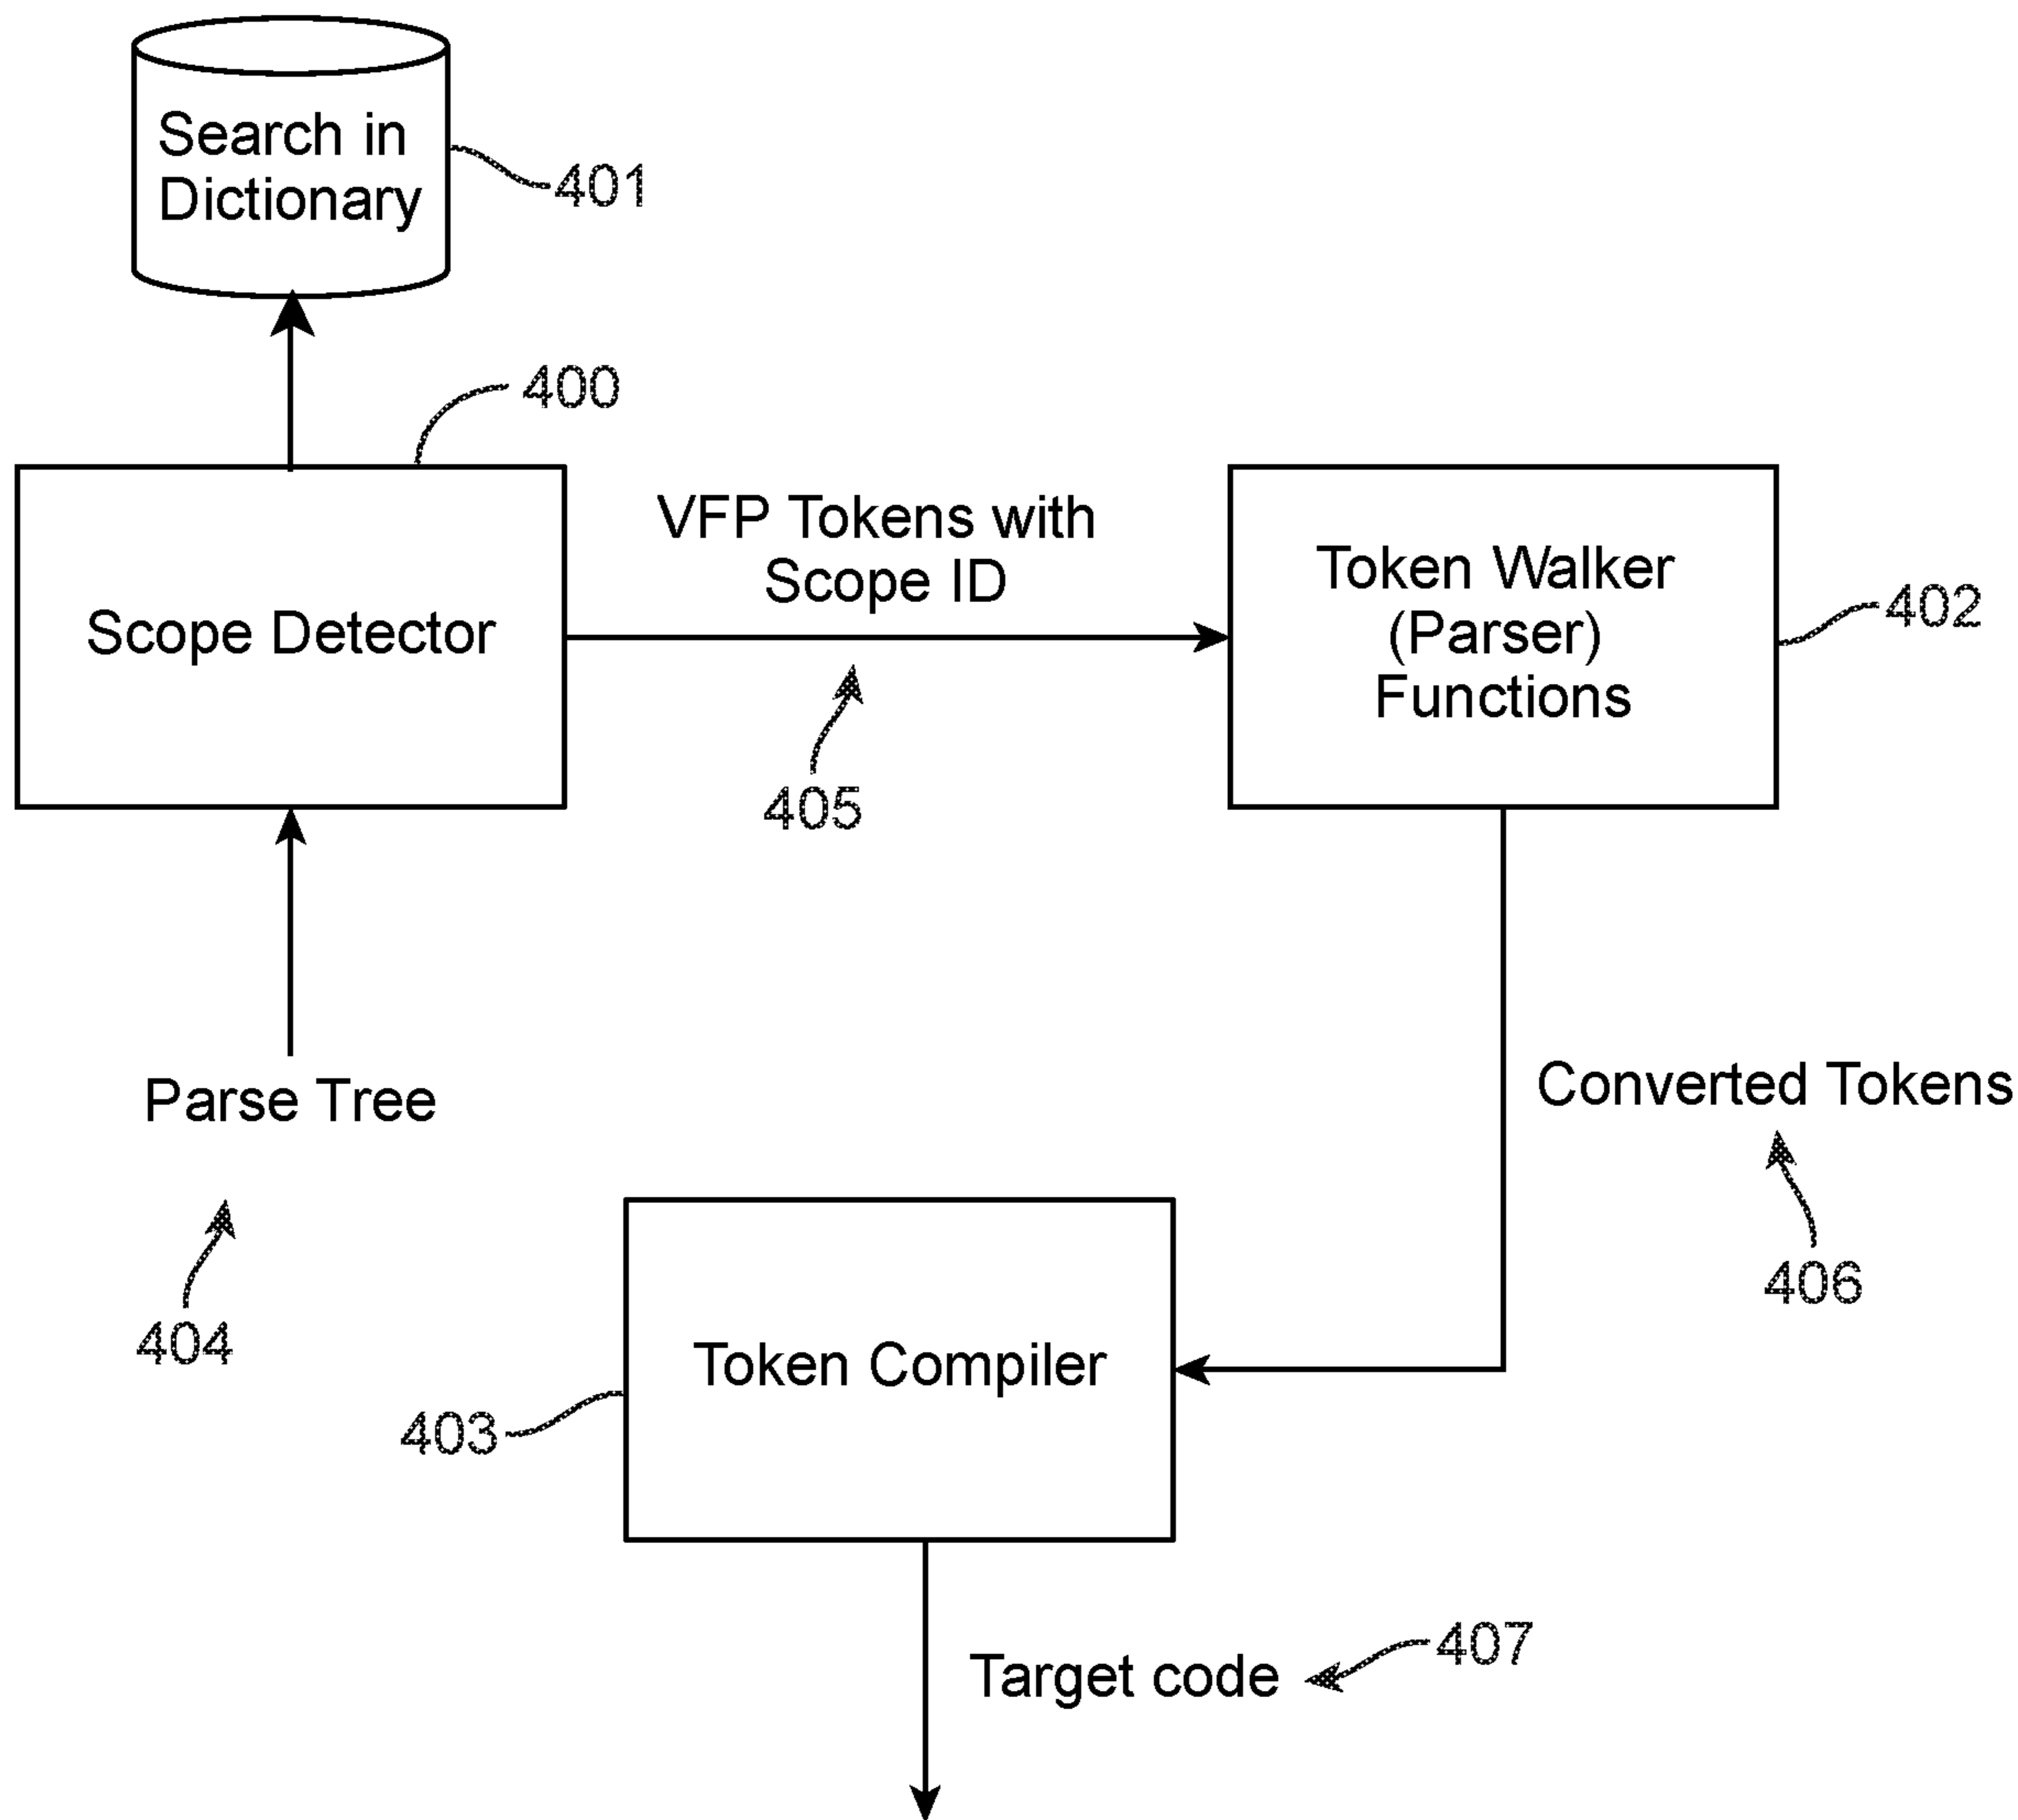 Search in
Dictionary
401
400
VFP Tokens with
Scope ID
Scope Detector
Token Walker
(Parser)
Functions
402
405
Parse Tree
Converted Tokens
404
406
Token Compiler
403
Target code
407